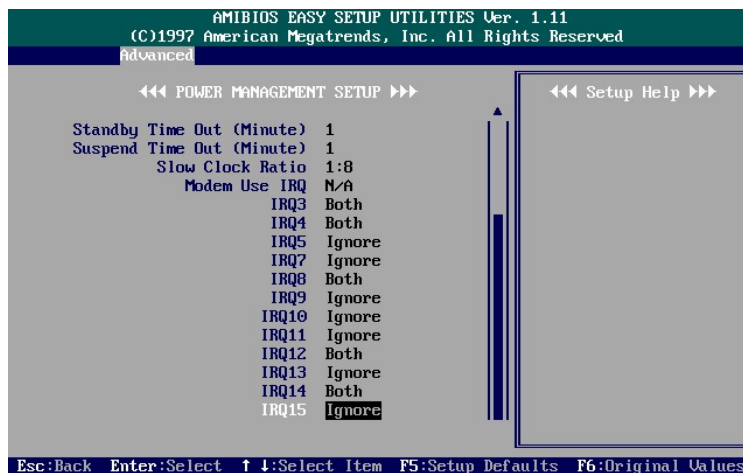 AMIBIOS EASY SETUP UTILITIES Ver. 1.11
(C)1997 American Megatrends, Inc. All Rights Reserved
Advanced
◄◄◄ POWER MANAGEMENT SETUP ►►►
◄◄◄ Setup Help ►►►
Standby Time Out (Minute) 1
Suspend Time Out (Minute) 1
Slow Clock Ratio 1:8
Modem Use IRQ N/A
IRQ3 Both
IRQ4 Both
IRQ5 Ignore
IRQ7 Ignore
IRQ8 Both
IRQ9 Ignore
IRQ10 Ignore
IRQ11 Ignore
IRQ12 Both
IRQ13 Ignore
IRQ14 Both
IRQ15 Ignore
Esc:Back Enter:Select ↑ ↓:Select Item F5:Setup Defaults F6:Original Values